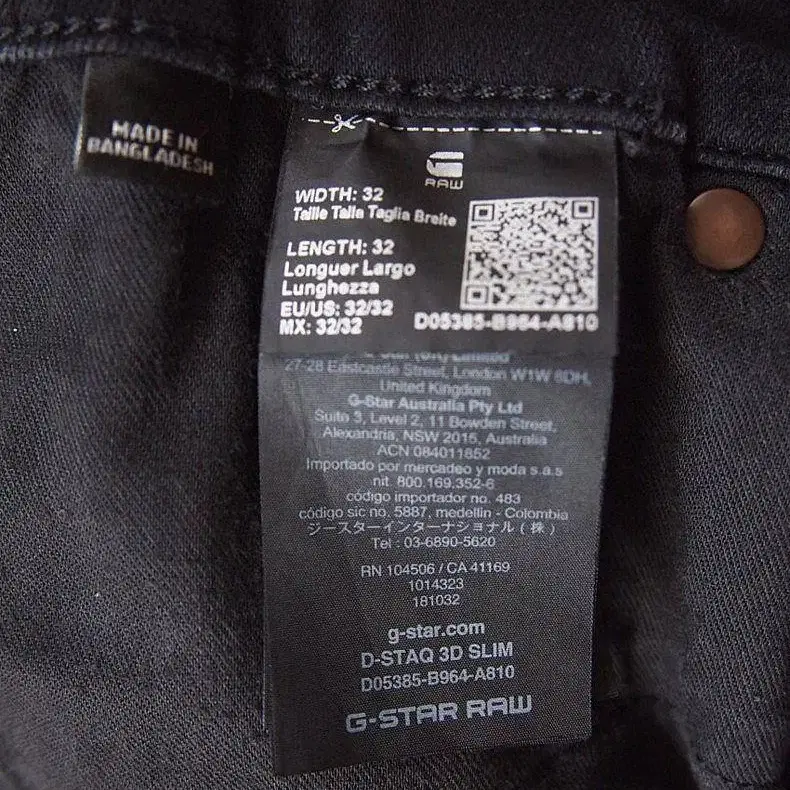 MADE IN
BANGLADESH
RAW
WIDTH: 32
Taille Talla Taglia Breite
LENGTH: 32
Longuer Largo
Lunghezza
EU/US: 32/32
MX: 32/32
D05385-B964-A810
Limited
27-28 Eastcastle Street, London W1W 8DH,
United Kingdom
G-Star Australia Pty Ltd
Suite 3, Level 2, 11 Bowden Street,
Alexandria, NSW 2015, Australia
ACN 084011852
Importado por mercadeo y moda s.a.s
nit. 800.169.352-6
código importador no. 483
código sic no. 5887, medellin - Colombia
ジースターインターナショナル(株)
Tel : 03-6890-5620
RN 104506 / CA 41169
1014323
181032
g-star.com
D-STAQ 3D SLIM
D05385-B964-A810
G-STAR RAW